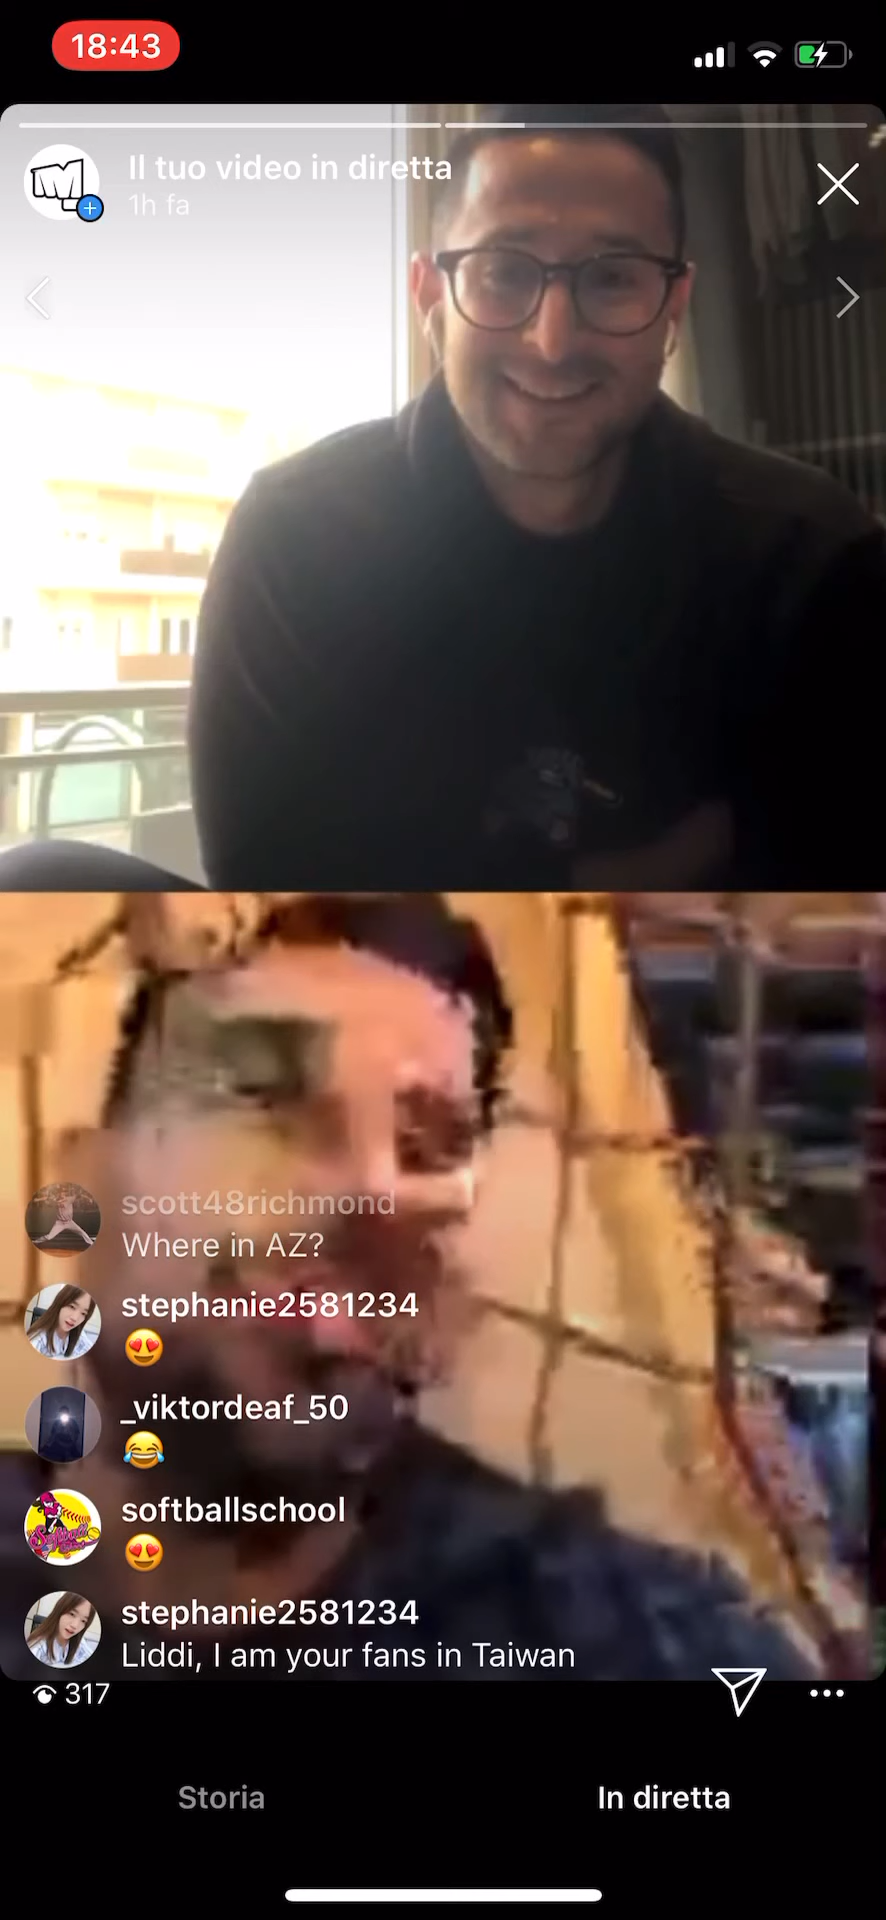 18:43
Il tuo video in diretta
1h fa
scott48richmond
Where in AZ?
stephanie2581234
😍
_viktordeaf_50
😂
softballschool
😍
stephanie2581234
Liddi, I am your fans in Taiwan
317
Storia
In diretta